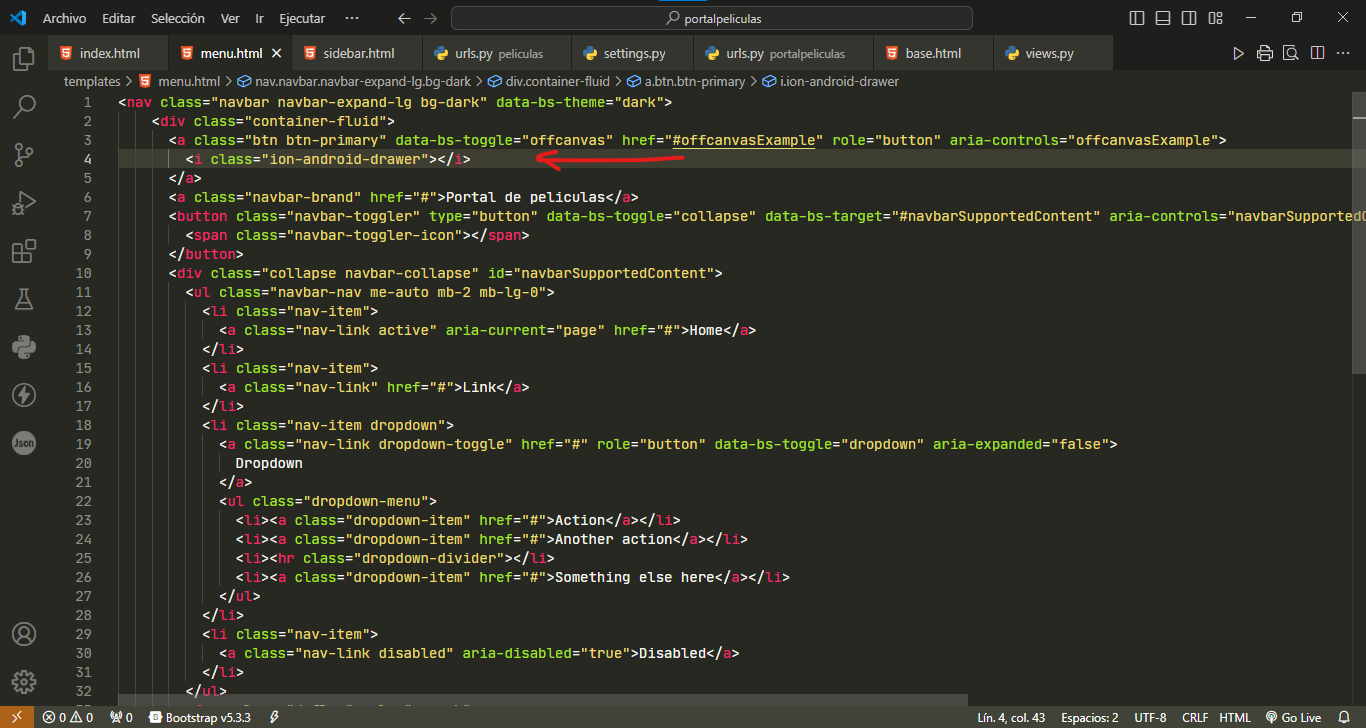 Archivo Editar Selección Ver Ir Ejecutar ··· portalpeliculas
index.html menu.html sidebar.html urls.py peliculas settings.py urls.py portalpeliculas base.html views.py
templates > menu.html > nav.navbar.navbar-expand-lg.bg-dark > div.container-fluid > a.btn.btn-primary > i.ion-android-drawer
1 <nav class="navbar navbar-expand-lg bg-dark" data-bs-theme="dark">
2 <div class="container-fluid">
3 <a class="btn btn-primary" data-bs-toggle="offcanvas" href="#offcanvasExample" role="button" aria-controls="offcanvasExample">
4 <i class="ion-android-drawer"></i>
5 </a>
6 <a class="navbar-brand" href="#">Portal de peliculas</a>
7 <button class="navbar-toggler" type="button" data-bs-toggle="collapse" data-bs-target="#navbarSupportedContent" aria-controls="navbarSupportedC
8 <span class="navbar-toggler-icon"></span>
9 </button>
10 <div class="collapse navbar-collapse" id="navbarSupportedContent">
11 <ul class="navbar-nav me-auto mb-2 mb-lg-0">
12 <li class="nav-item">
13 <a class="nav-link active" aria-current="page" href="#">Home</a>
14 </li>
15 <li class="nav-item">
16 <a class="nav-link" href="#">Link</a>
17 </li>
18 <li class="nav-item dropdown">
19 <a class="nav-link dropdown-toggle" href="#" role="button" data-bs-toggle="dropdown" aria-expanded="false">
20 Dropdown
21 </a>
22 <ul class="dropdown-menu">
23 <li><a class="dropdown-item" href="#">Action</a></li>
24 <li><a class="dropdown-item" href="#">Another action</a></li>
25 <li><hr class="dropdown-divider"></li>
26 <li><a class="dropdown-item" href="#">Something else here</a></li>
27 </ul>
28 </li>
29 <li class="nav-item">
30 <a class="nav-link disabled" aria-disabled="true">Disabled</a>
31 </li>
32 </ul>
Json
0 0 0 Bootstrap v5.3.3 Lín. 4, col. 43 Espacios: 2 UTF-8 CRLF HTML Go Live